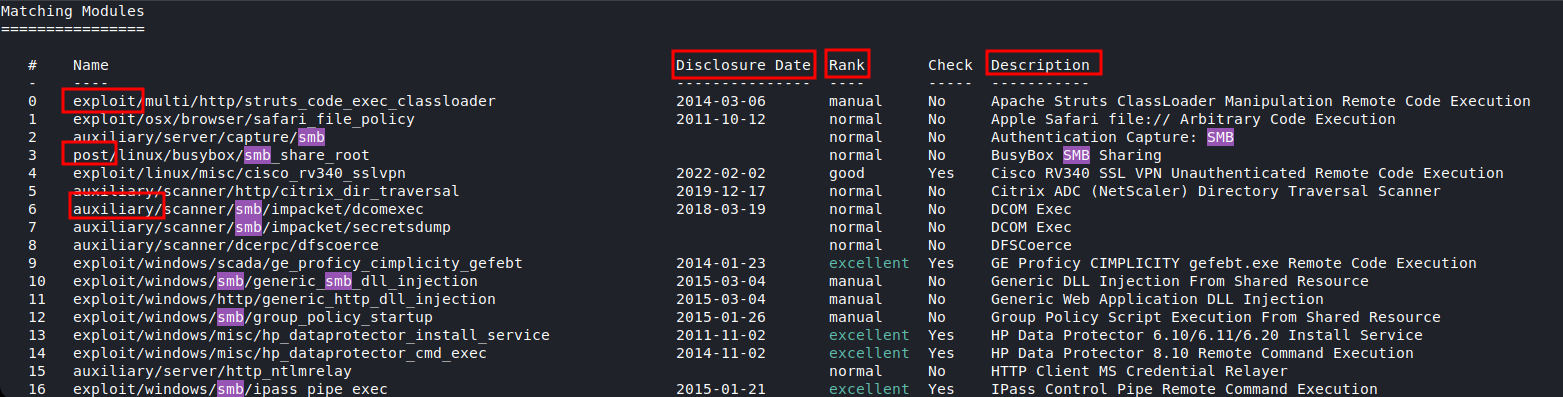 Matching Modules
================
#   Name   Disclosure Date   Rank   Check   Description
-   ----   ---------------   ----   -----   -----------
0   exploit/multi/http/struts_code_exec_classloader   2014-03-06   manual   No   Apache Struts ClassLoader Manipulation Remote Code Execution
1   exploit/osx/browser/safari_file_policy   2011-10-12   normal   No   Apple Safari file:// Arbitrary Code Execution
2   auxiliary/server/capture/smb   normal   No   Authentication Capture: SMB
3   post/linux/busybox/smb_share_root   normal   No   BusyBox SMB Sharing
4   exploit/linux/misc/cisco_rv340_sslvpn   2022-02-02   good   Yes   Cisco RV340 SSL VPN Unauthenticated Remote Code Execution
5   auxiliary/scanner/http/citrix_dir_traversal   2019-12-17   normal   No   Citrix ADC (NetScaler) Directory Traversal Scanner
6   auxiliary/scanner/smb/impacket/dcomexec   2018-03-19   normal   No   DCOM Exec
7   auxiliary/scanner/smb/impacket/secretsdump   normal   No   DCOM Exec
8   auxiliary/scanner/dcerpc/dfscoerce   normal   No   DFSCoerce
9   exploit/windows/scada/ge_proficy_cimplicity_gefebt   2014-01-23   excellent   Yes   GE Proficy CIMPLICITY gefebt.exe Remote Code Execution
10   exploit/windows/smb/generic_smb_dll_injection   2015-03-04   manual   No   Generic DLL Injection From Shared Resource
11   exploit/windows/http/generic_http_dll_injection   2015-03-04   manual   No   Generic Web Application DLL Injection
12   exploit/windows/smb/group_policy_startup   2015-01-26   manual   No   Group Policy Script Execution From Shared Resource
13   exploit/windows/misc/hp_dataprotector_install_service   2011-11-02   excellent   Yes   HP Data Protector 6.10/6.11/6.20 Install Service
14   exploit/windows/misc/hp_dataprotector_cmd_exec   2014-11-02   excellent   Yes   HP Data Protector 8.10 Remote Command Execution
15   auxiliary/server/http_ntlmrelay   normal   No   HTTP Client MS Credential Relayer
16   exploit/windows/smb/ipass_pipe_exec   2015-01-21   excellent   Yes   IPass Control Pipe Remote Command Execution